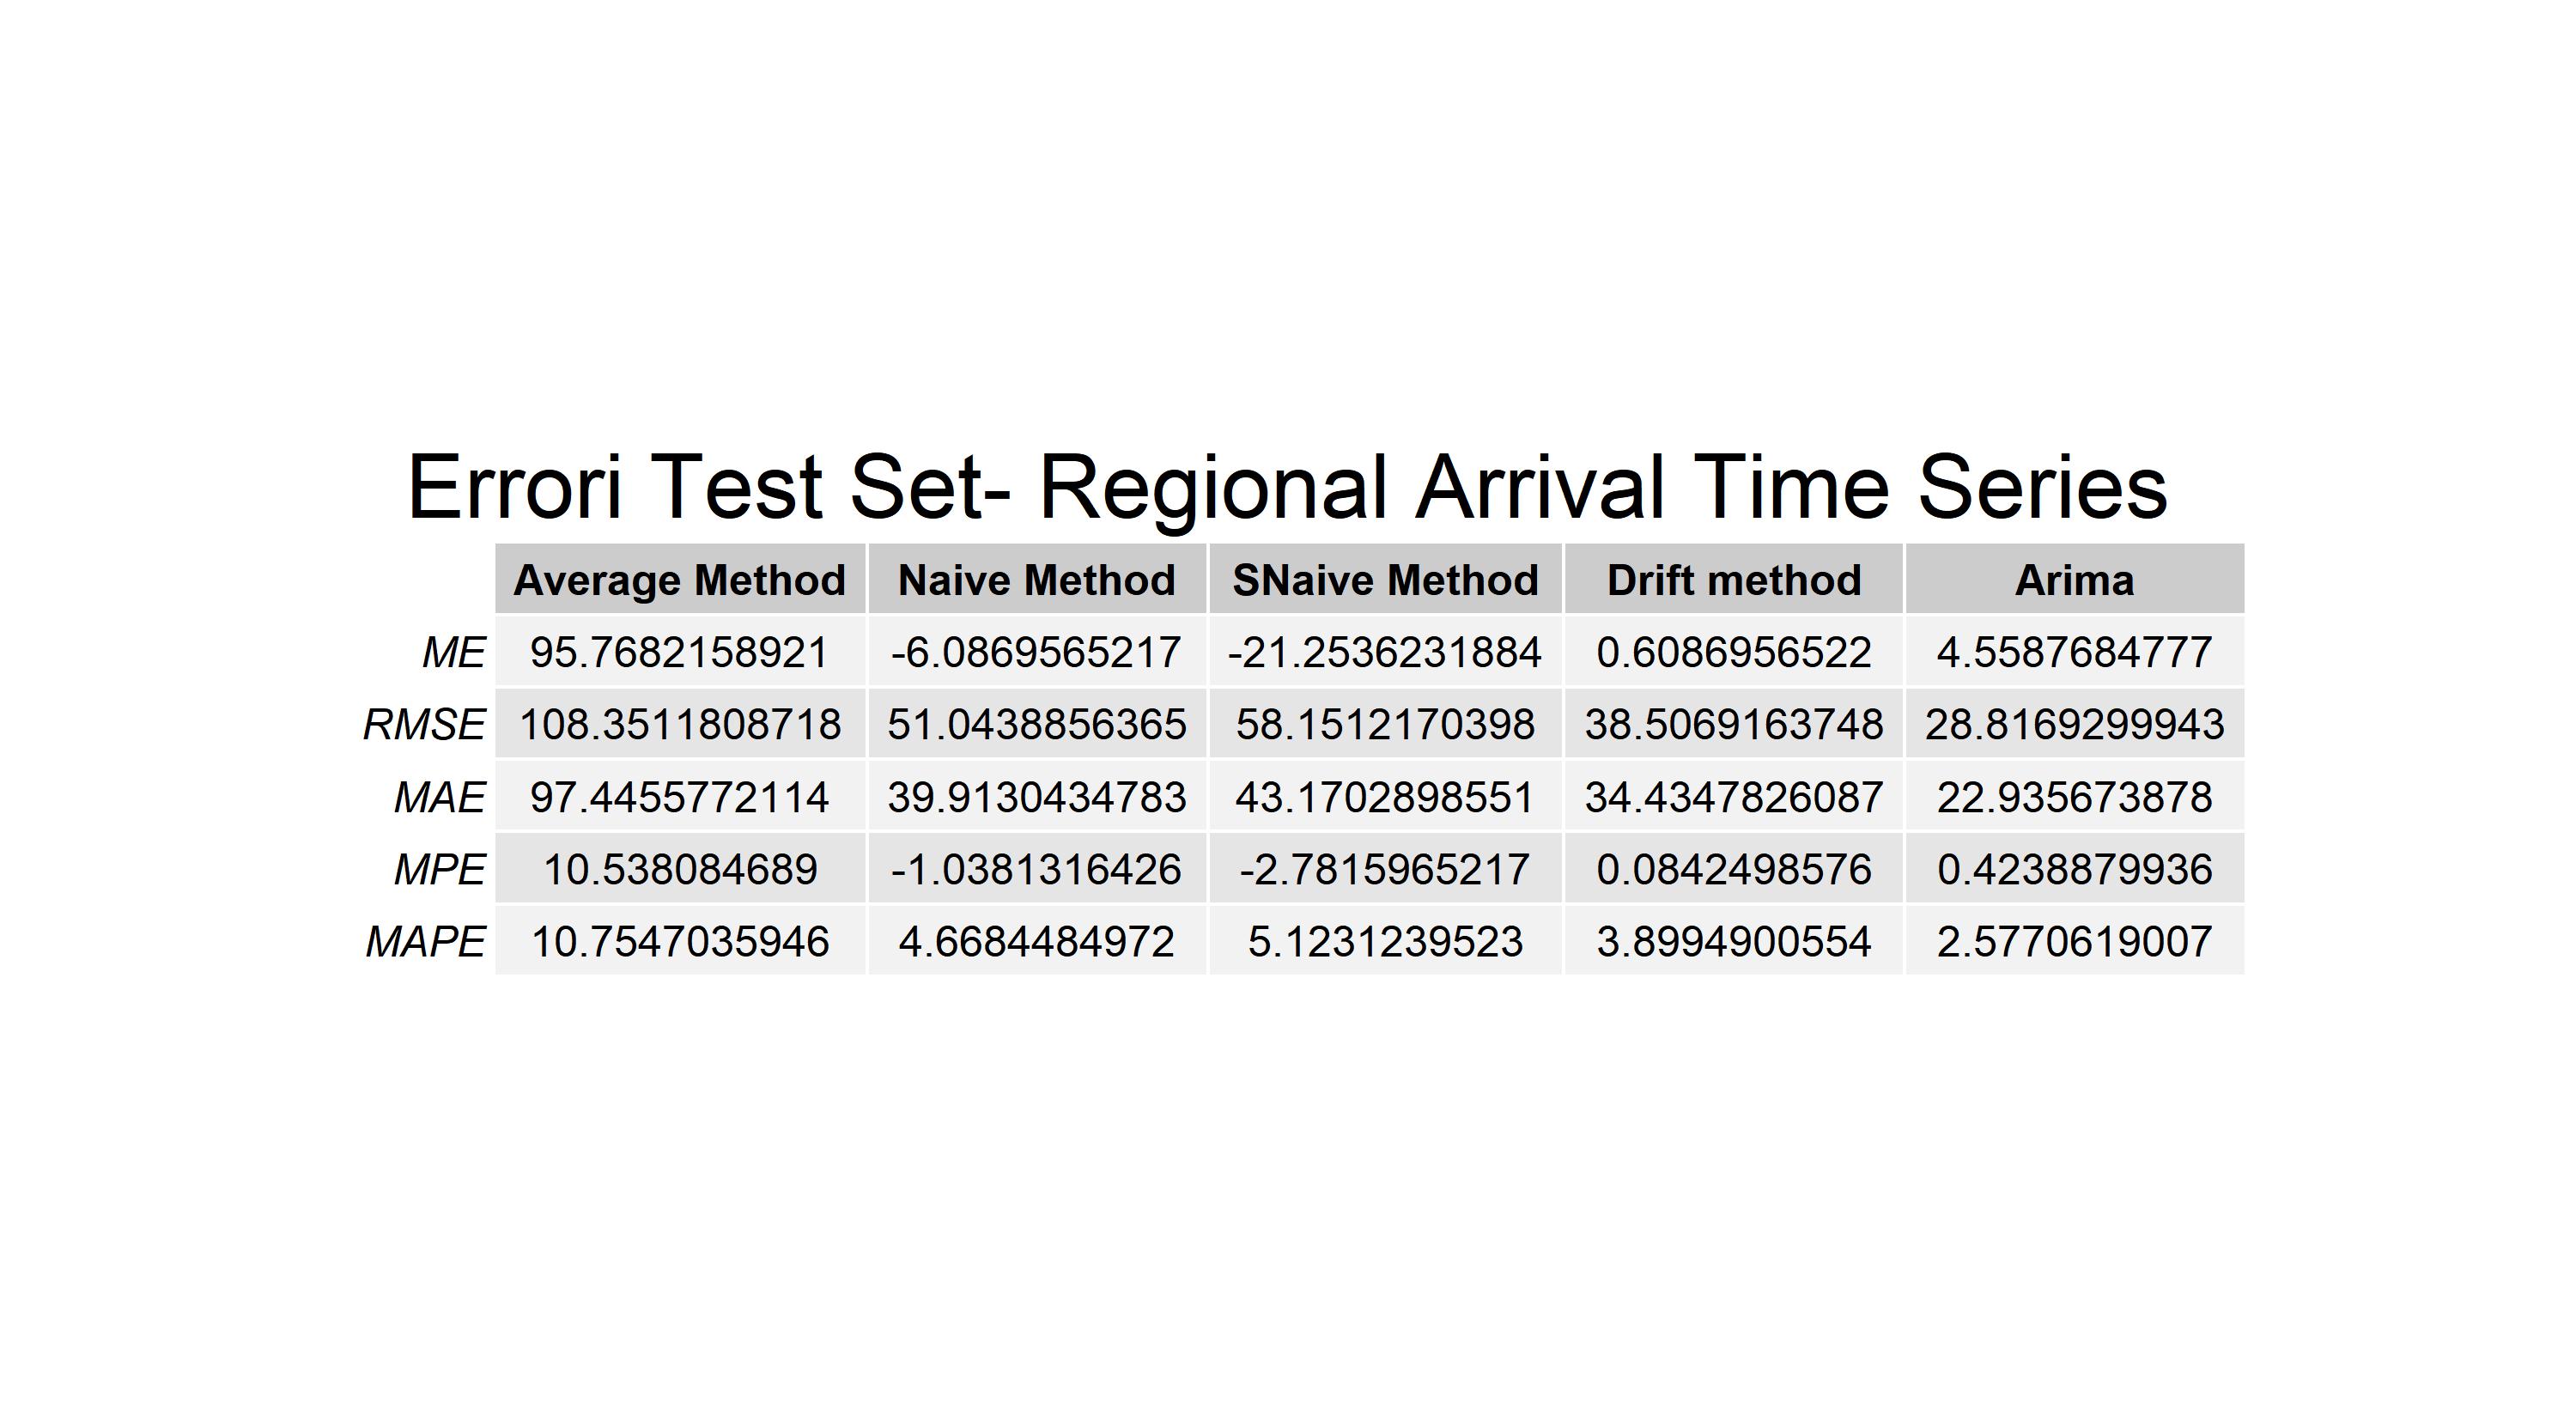 Errori Test Set- Regional Arrival Time Series
Average Method Naive Method SNaive Method Drift method Arima
ME 95.7682158921 -6.0869565217 -21.2536231884 0.6086956522 4.5587684777
RMSE 108.3511808718 51.0438856365 58.1512170398 38.5069163748 28.8169299943
MAE 97.4455772114 39.9130434783 43.1702898551 34.4347826087 22.935673878
MPE 10.538084689 -1.0381316426 -2.7815965217 0.0842498576 0.4238879936
MAPE 10.7547035946 4.6684484972 5.1231239523 3.8994900554 2.5770619007